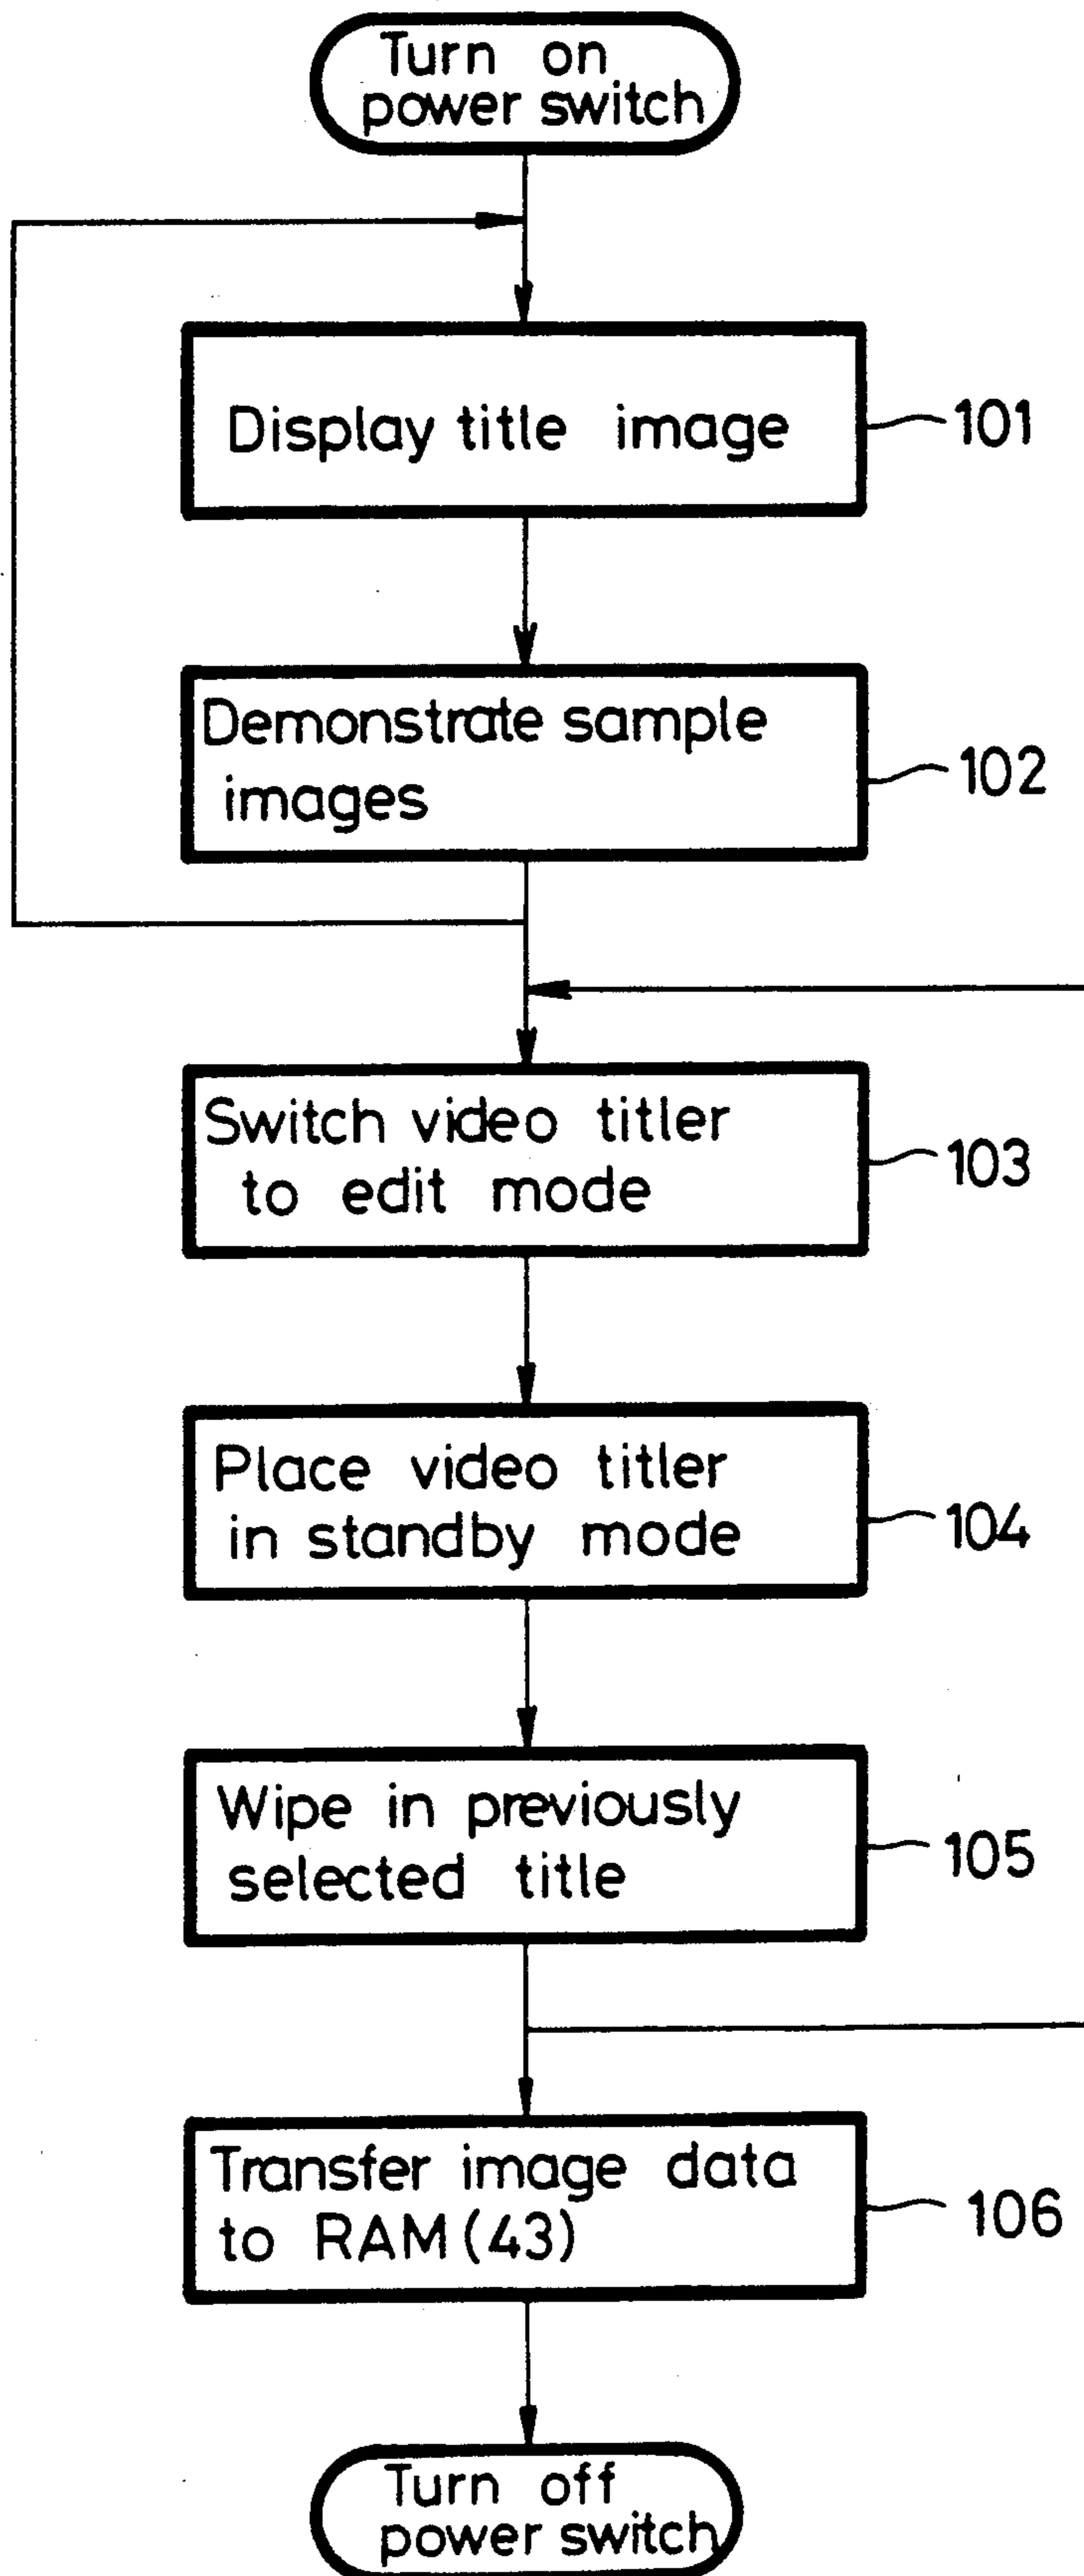 Turn on
power switch
Display title image
101
Demonstrate sample
images
102
Switch video titler
to edit mode
103
Place video titler
in standby mode
104
Wipe in previously
selected title
105
Transfer image data
to RAM (43)
106
Turn off
power switch